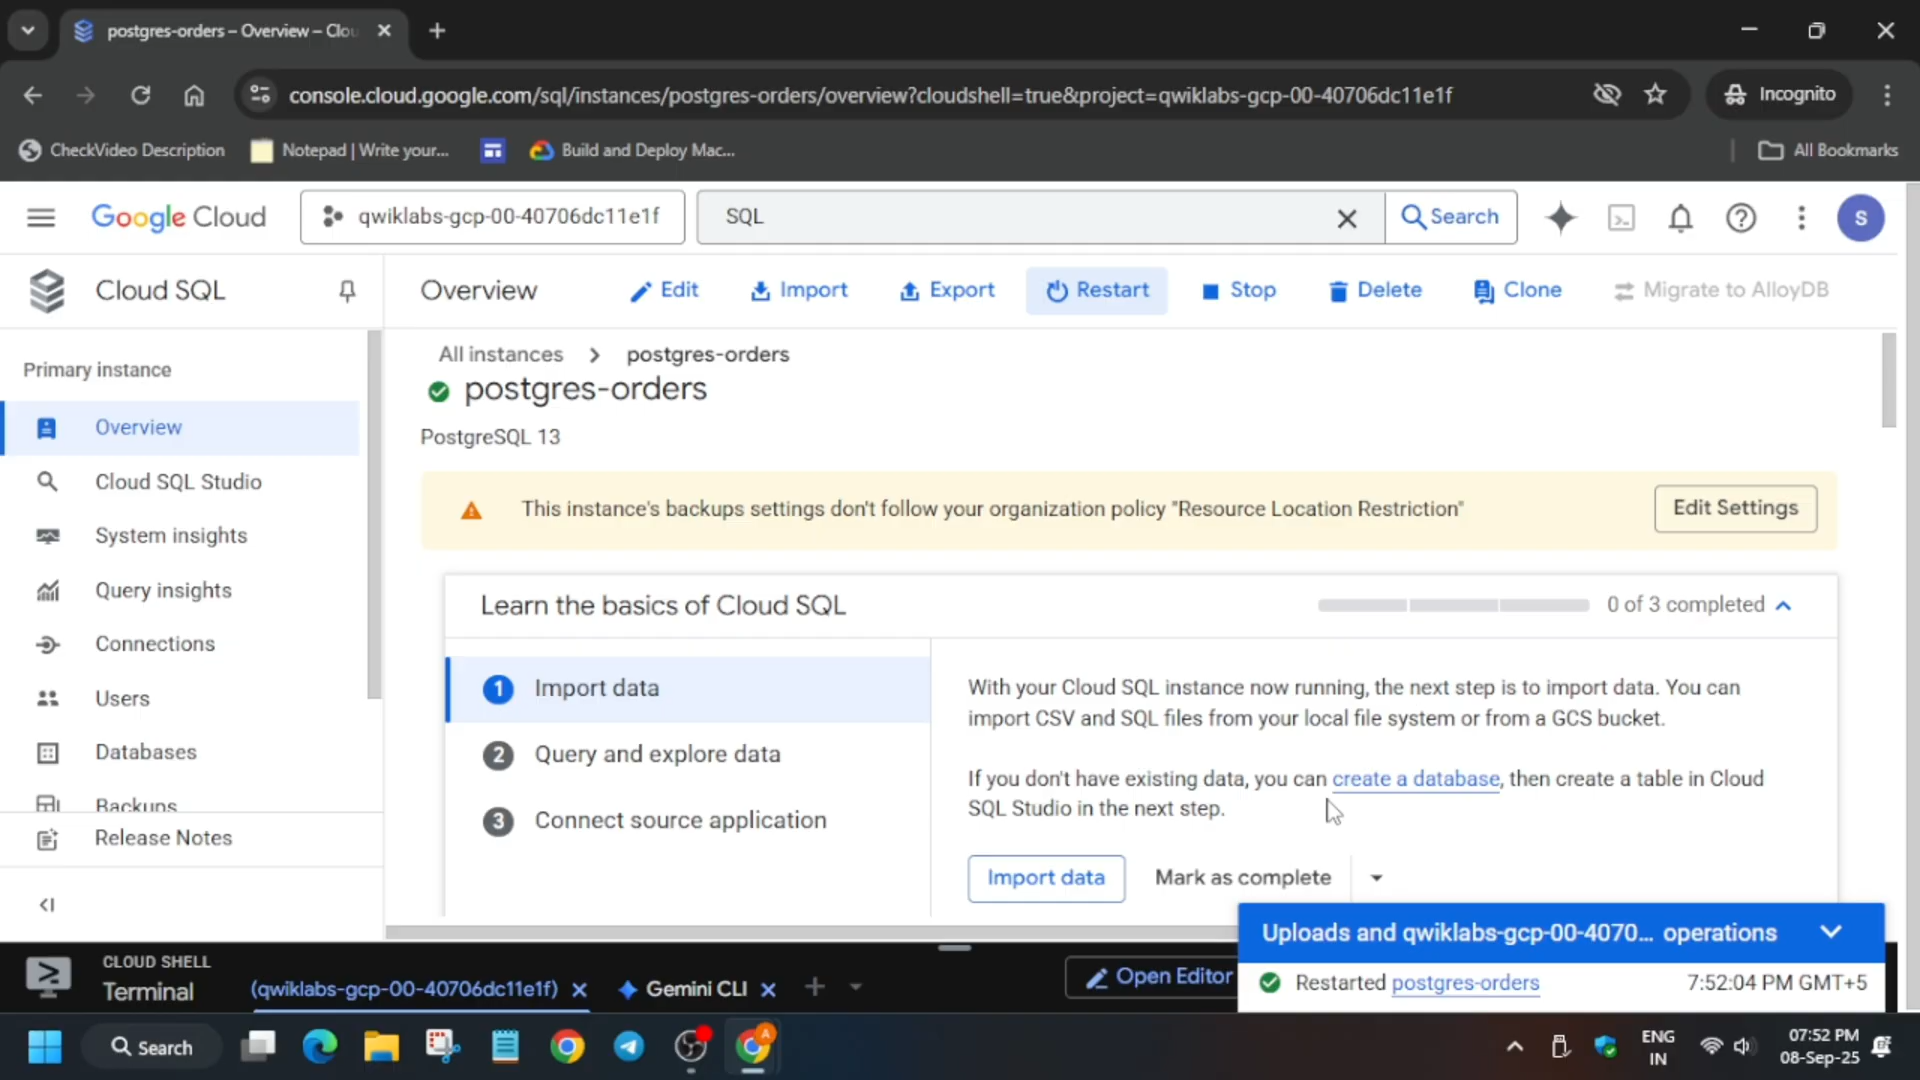 postgres-orders – Overview – Clou
console.cloud.google.com/sql/instances/postgres-orders/overview?cloudshell=true&project=qwiklabs-gcp-00-40706dc11e1f
Incognito
CheckVideo Description
Notepad | Write your...
Build and Deploy Mac...
All Bookmarks
Google Cloud
qwiklabs-gcp-00-40706dc11e1f
SQL
Search
S
Cloud SQL
Overview
Edit
Import
Export
Restart
Stop
Delete
Clone
Migrate to AlloyDB
Primary instance
Overview
Cloud SQL Studio
System insights
Query insights
Connections
Users
Databases
Backups
Release Notes
All instances > postgres-orders
postgres-orders
PostgreSQL 13
This instance's backups settings don't follow your organization policy "Resource Location Restriction"
Edit Settings
Learn the basics of Cloud SQL
0 of 3 completed
1 Import data
2 Query and explore data
3 Connect source application
With your Cloud SQL instance now running, the next step is to import data. You can
import CSV and SQL files from your local file system or from a GCS bucket.
If you don't have existing data, you can create a database, then create a table in Cloud
SQL Studio in the next step.
Import data
Mark as complete
Uploads and qwiklabs-gcp-00-4070... operations
Restarted postgres-orders
7:52:04 PM GMT+5
CLOUD SHELL
Terminal
(qwiklabs-gcp-00-40706dc11e1f)
Gemini CLI
Open Editor
Search
A
ENG
IN
07:52 PM
08-Sep-25